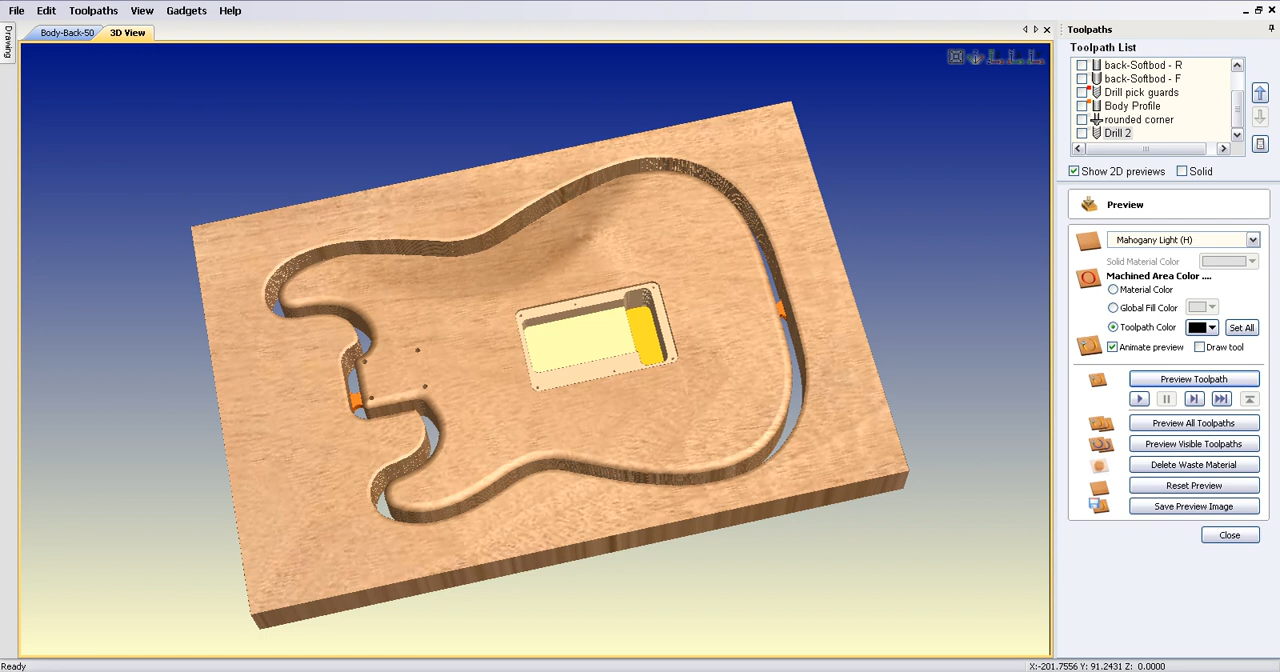 File Edit Toolpaths View Gadgets Help
Drawing
Body-Back-50 3D View
Toolpaths
Toolpath List
back-Softbod - R
back-Softbod - F
Drill pick guards
Body Profile
rounded corner
Drill 2
Show 2D previews Solid
Preview
Mahogany Light (H)
Solid Material Color
Machined Area Color ....
Material Color
Global Fill Color
Toolpath Color Set All
Animate preview Draw tool
Preview Toolpath
Preview All Toolpaths
Preview Visible Toolpaths
Delete Waste Material
Reset Preview
Save Preview Image
Close
Ready X:-201.7556 Y: 91.2431 Z: 0.0000